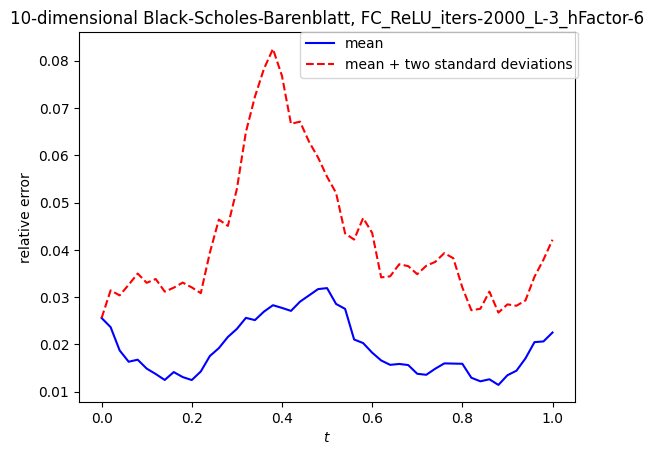 10-dimensional Black-Scholes-Barenblatt, FC_ReLU_iters-2000_L-3_hFactor-6
mean
mean + two standard deviations
0.08
0.07
0.06
0.05
0.04
0.03
0.02
0.01
relative error
0.0 0.2 0.4 0.6 0.8 1.0
t